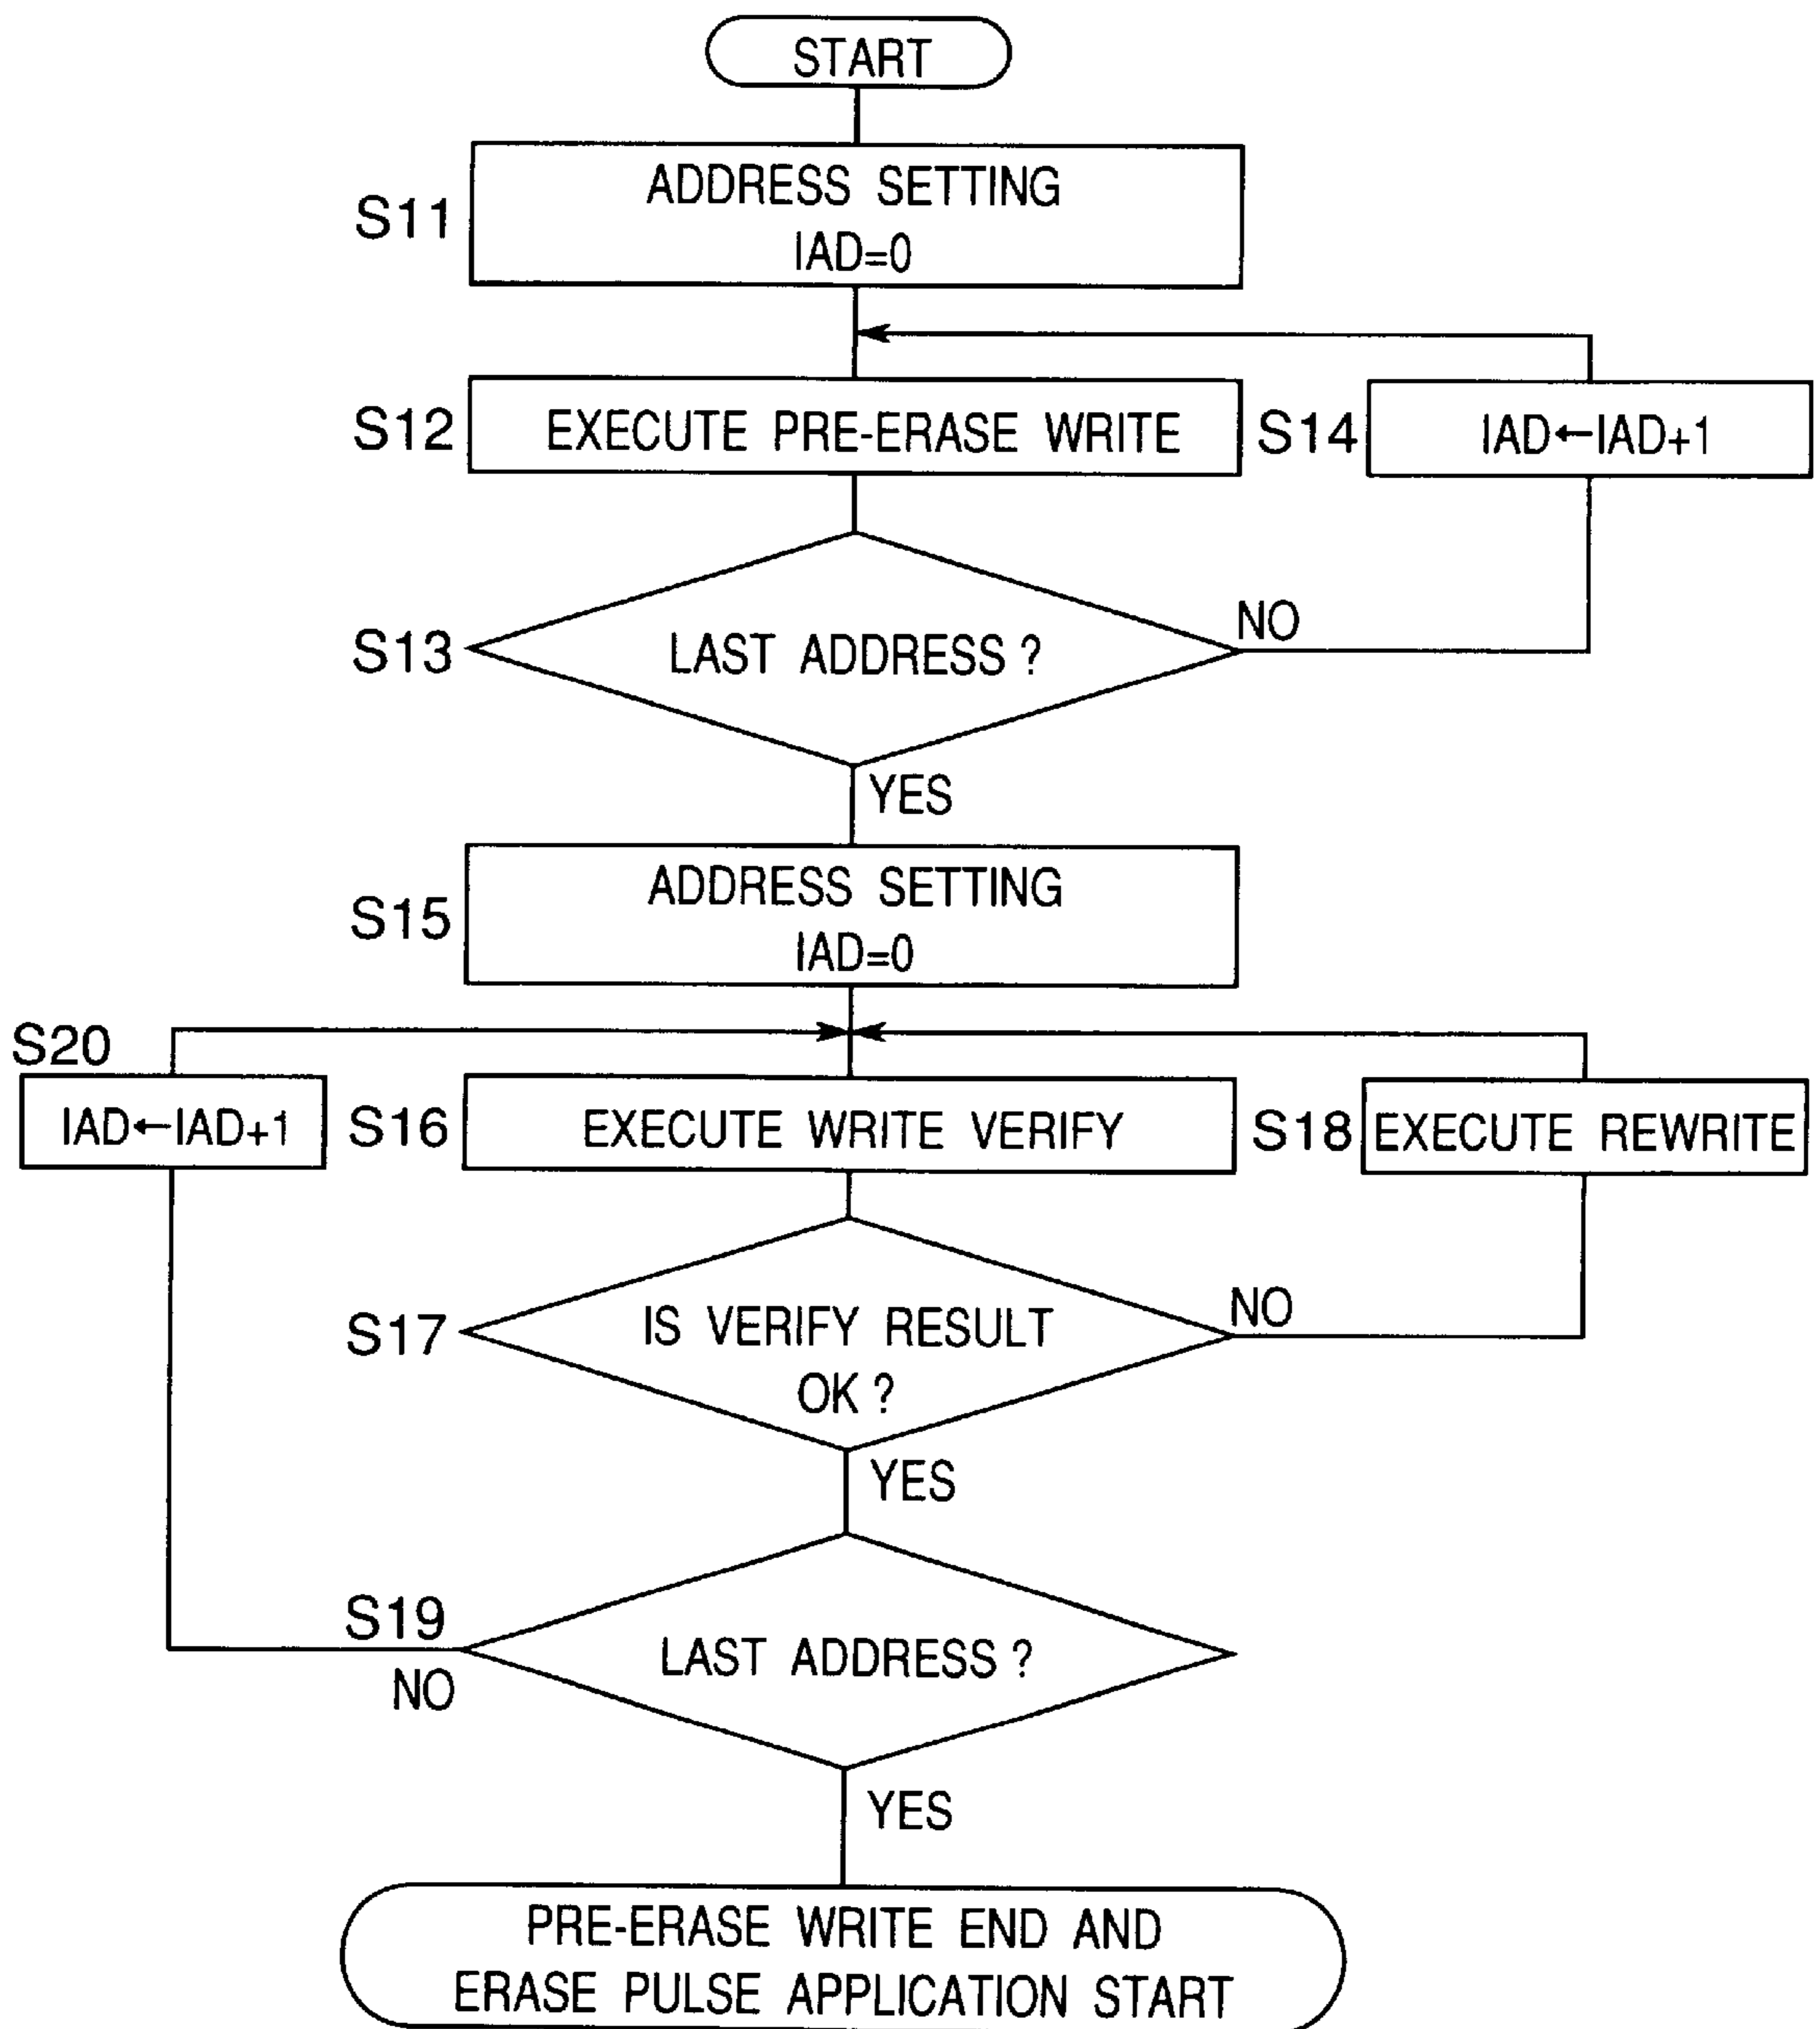 START
S11
ADDRESS SETTING
IAD=0
S12
EXECUTE PRE-ERASE WRITE
S14
IAD←IAD+1
S13
LAST ADDRESS ?
NO
YES
S15
ADDRESS SETTING
IAD=0
S20
IAD←IAD+1
S16
EXECUTE WRITE VERIFY
S18
EXECUTE REWRITE
S17
IS VERIFY RESULT
OK ?
NO
YES
S19
LAST ADDRESS ?
NO
YES
PRE-ERASE WRITE END AND
ERASE PULSE APPLICATION START